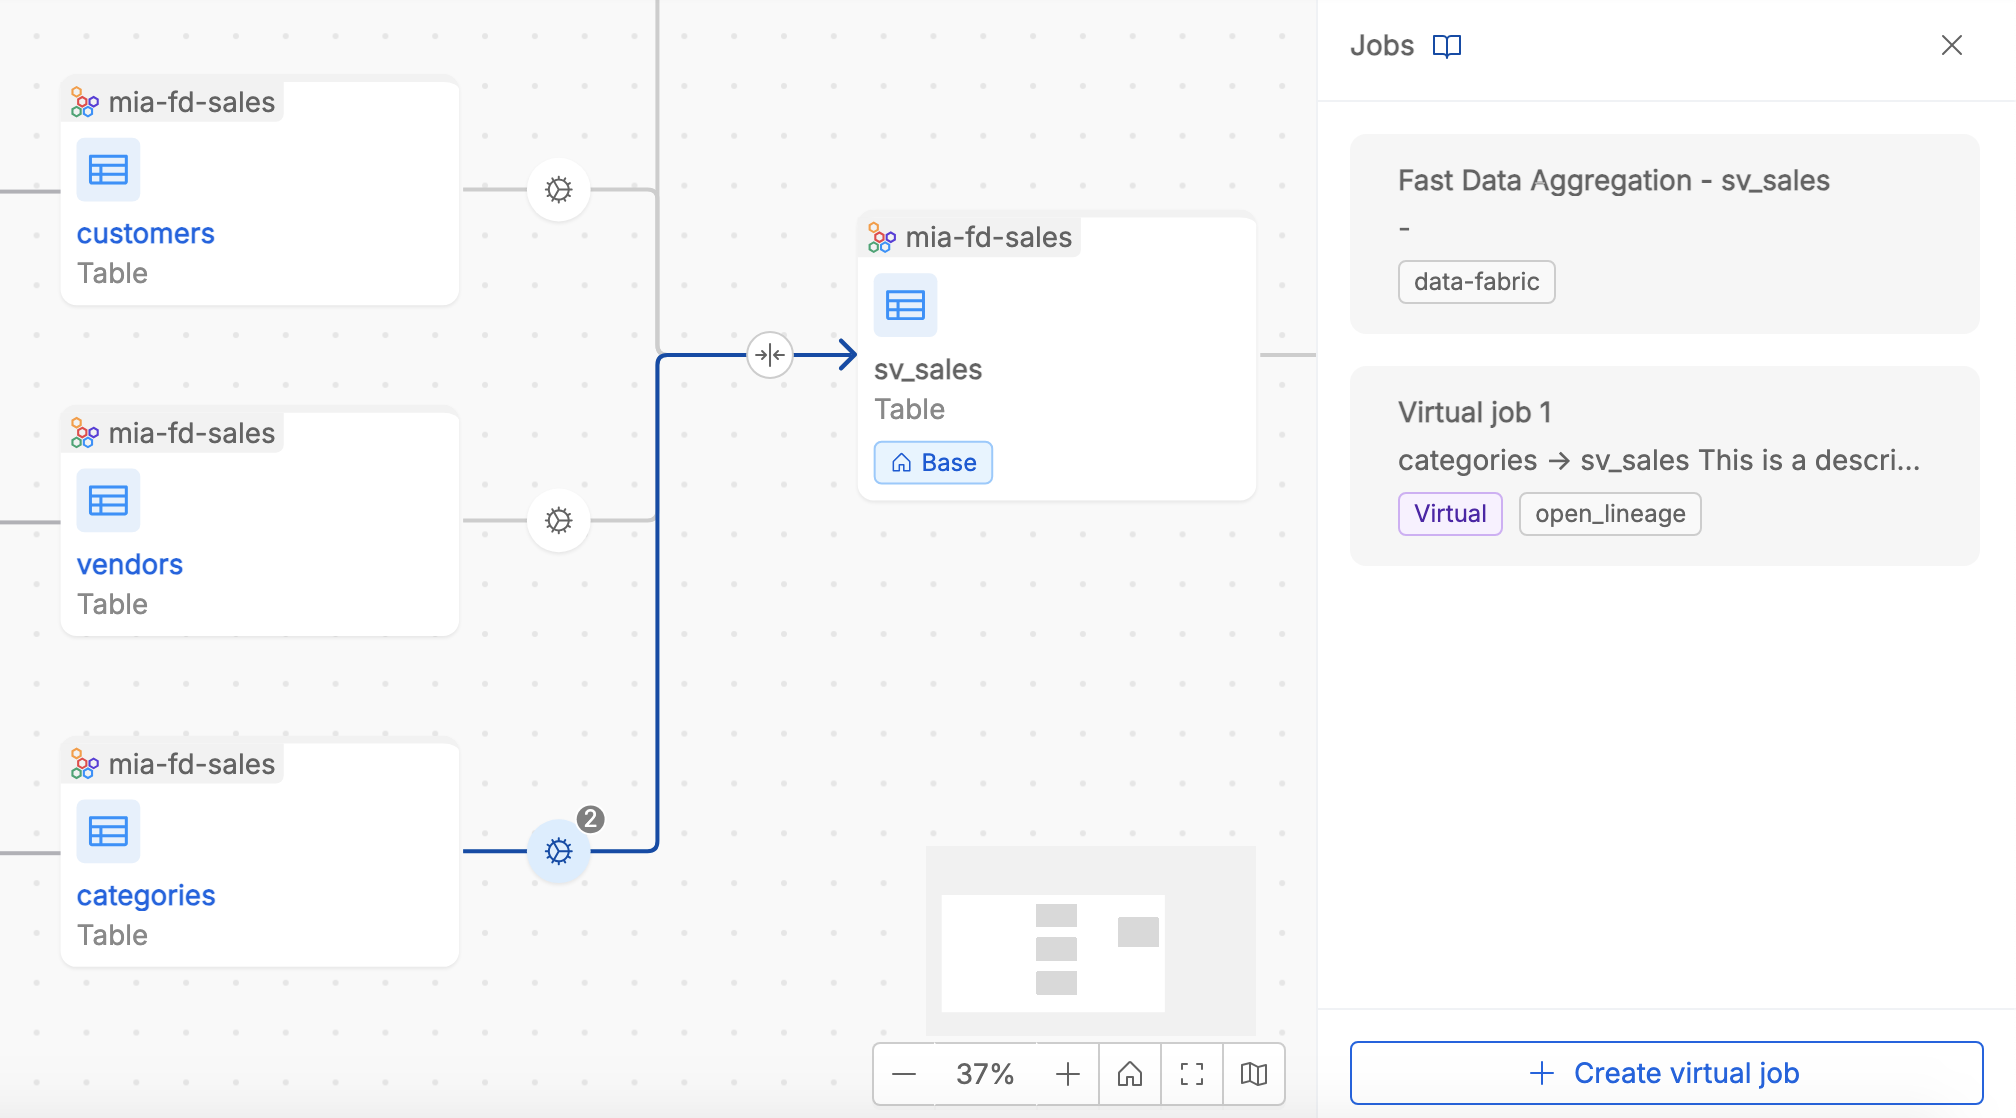 mia-fd-sales
customers
Table
mia-fd-sales
vendors
Table
mia-fd-sales
categories
Table
2
mia-fd-sales
sv_sales
Table
Base
37%
Jobs
Fast Data Aggregation - sv_sales
-
data-fabric
Virtual job 1
categories → sv_sales This is a descri...
Virtual open_lineage
Create virtual job